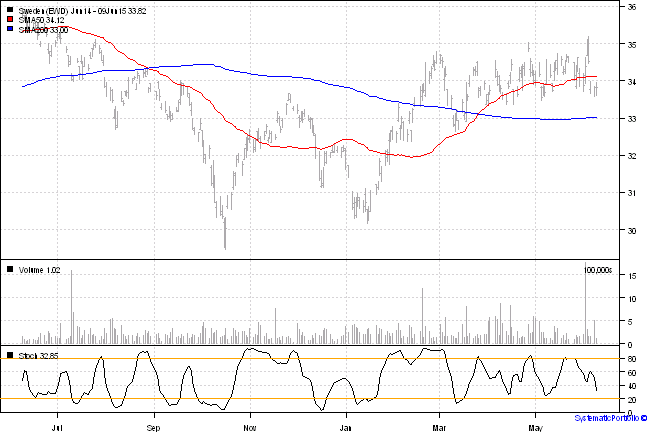 Sweden (EWD) Jun 14 - 09Jun 15 33.82
SMA50 34.12
SMA200 33.00
36
35
34
33
32
31
30
Volume 1.02
100,000s
15
10
5
0
Stoch 32.85
80
60
40
20
0
Jul Sep Nov Jan Mar May
SystematicPortfolio ©